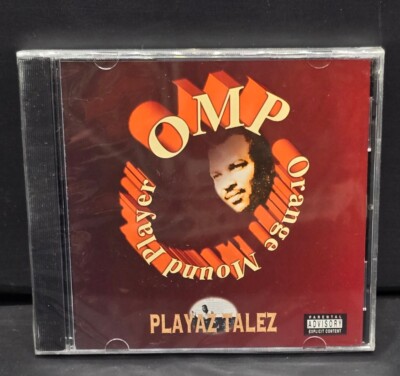 OMP
Orange Mound Player
PLAYAZ TALEZ
PARENTAL
ADVISORY
EXPLICIT CONTENT